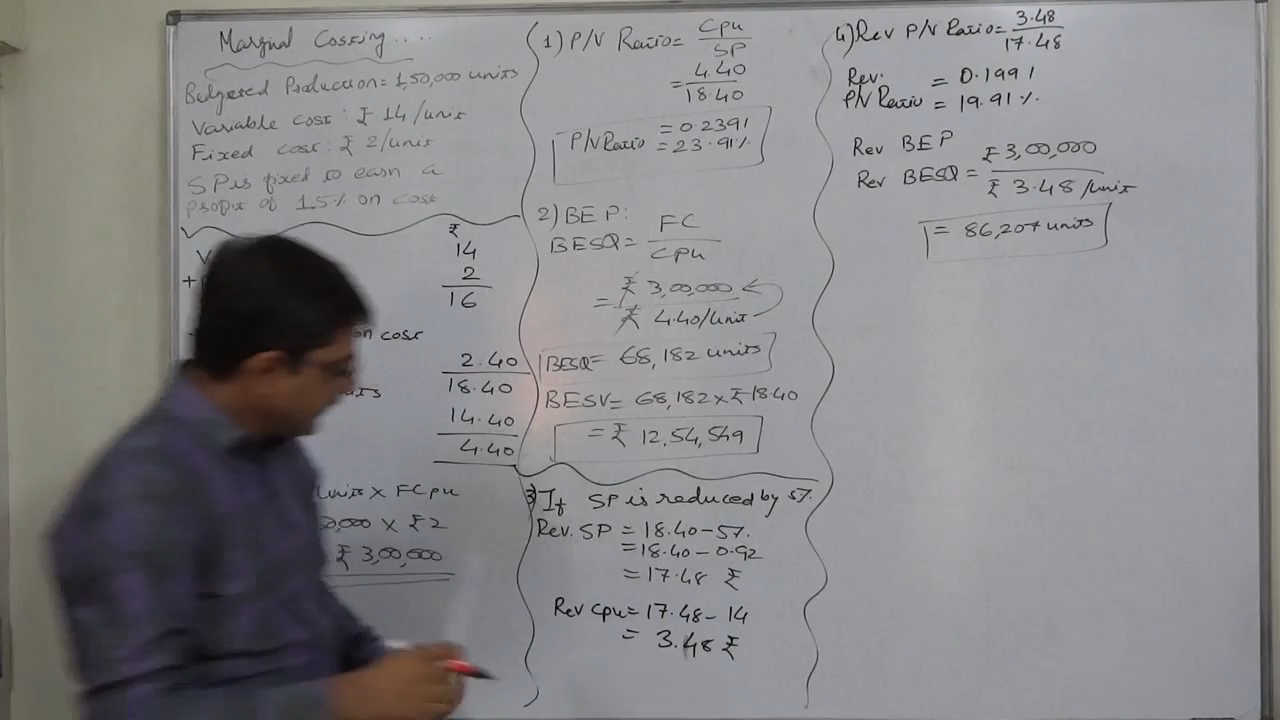 Marginal Costing....
Budgeted Production = 1,50,000 units
Variable cost: ₹ 14/unit
Fixed cost: ₹ 2/unit
SP is fixed to earn a
profit of 15% on cost
₹
14
+ 2
16
on cost
2.40
18.40
14.40
4.40
units × FCpu
0,000 × ₹2
₹ 3,00,000
1) P/V Ratio = Cpu
SP
= 4.40
18.40
P/V Ratio = 0.2391
= 23.91%
2) BEP:
BESQ = FC
Cpu
= ₹ 3,00,000
₹ 4.40/unit
BESQ = 68,182 units
BESV = 68,182 × ₹18.40
= ₹ 12,54,549
3) If SP is reduced by 5%.
Rev. SP = 18.40 - 5%.
= 18.40 - 0.92
= 17.48 ₹
Rev Cpu = 17.48 - 14
= 3.48 ₹
4) Rev P/V Ratio = 3.48
17.48
Rev. = 0.1991
P/V Ratio = 19.91%.
Rev BEP
Rev BESQ = ₹ 3,00,000
₹ 3.48/unit
= 86,207 units